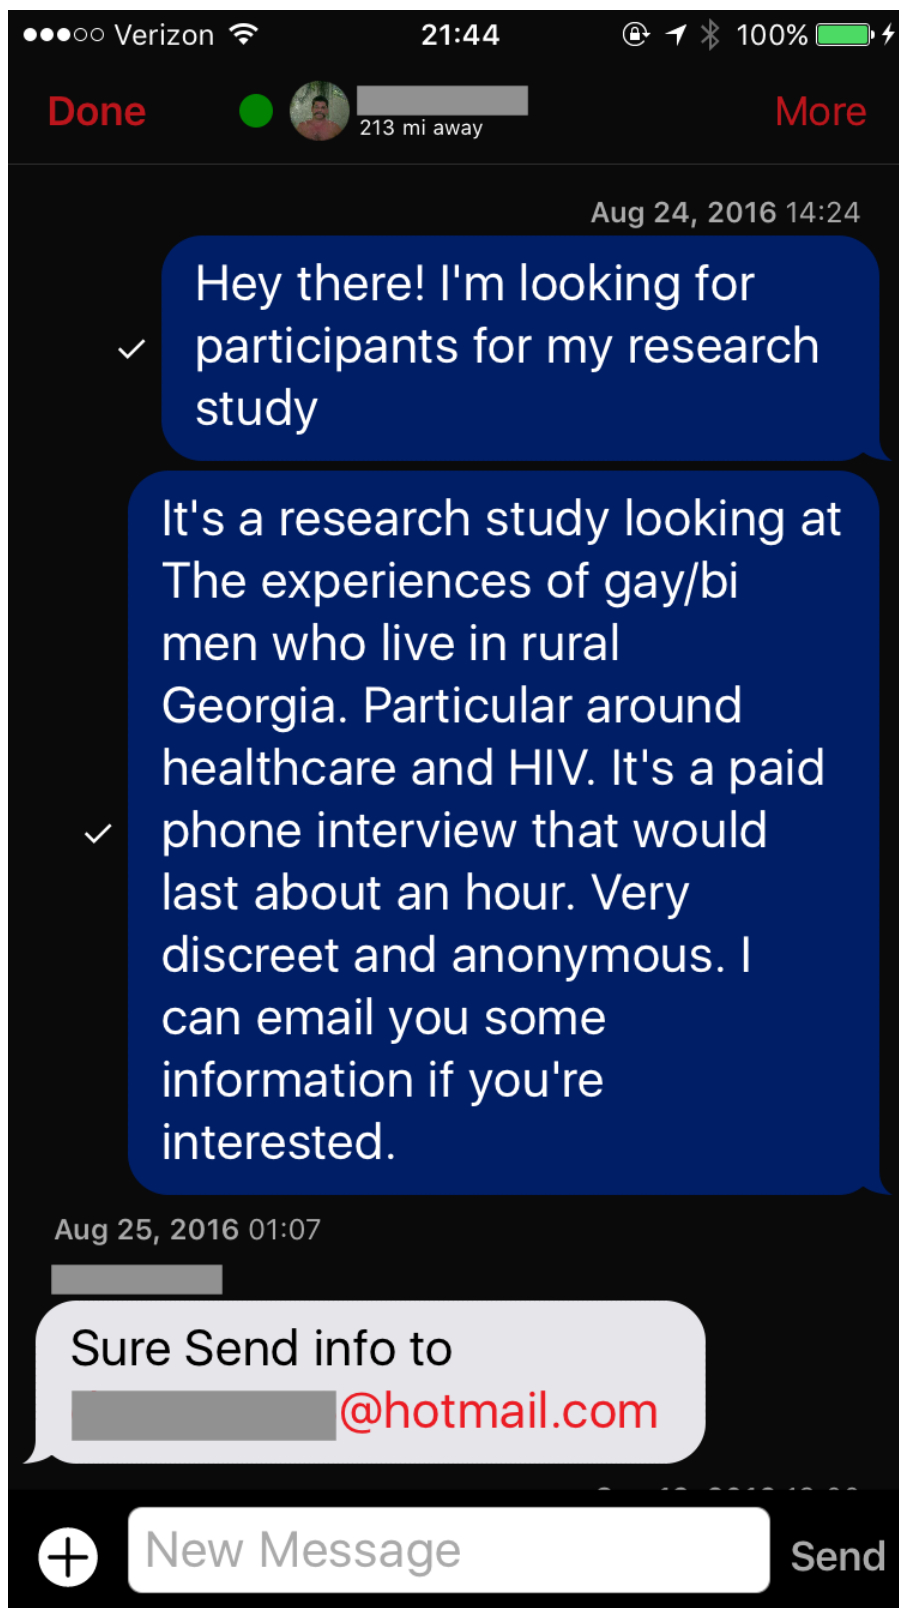 Verizon 21:44 100%
Done More
213 mi away
Aug 24, 2016 14:24
Hey there! I'm looking for
participants for my research
study
It's a research study looking at
The experiences of gay/bi
men who live in rural
Georgia. Particular around
healthcare and HIV. It's a paid
phone interview that would
last about an hour. Very
discreet and anonymous. I
can email you some
information if you're
interested.
Aug 25, 2016 01:07
Sure Send info to
@hotmail.com
New Message Send